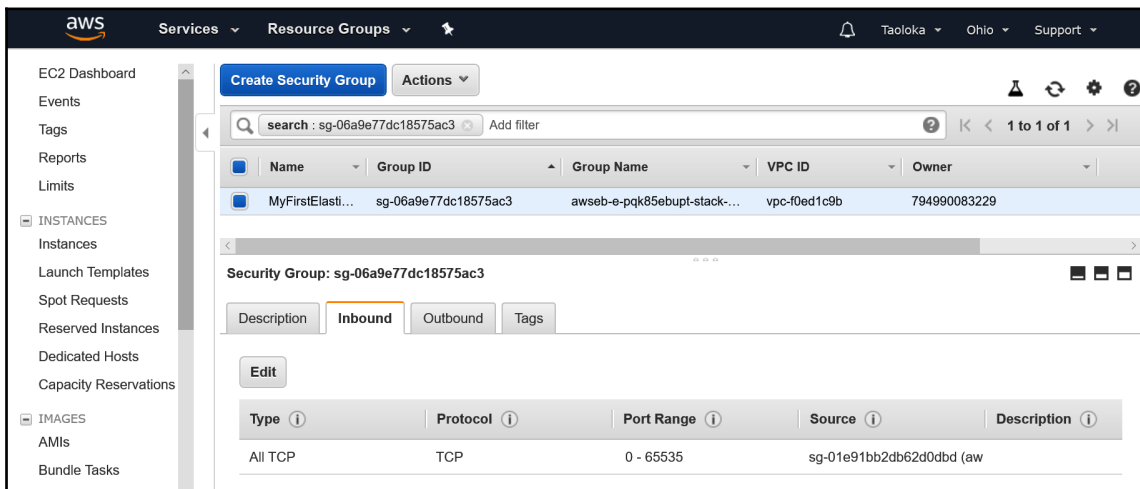 aws Services Resource Groups Taoloka Ohio Support
EC2 Dashboard
Events
Tags
Reports
Limits
INSTANCES
Instances
Launch Templates
Spot Requests
Reserved Instances
Dedicated Hosts
Capacity Reservations
IMAGES
AMIs
Bundle Tasks
Create Security Group Actions
search : sg-06a9e77dc18575ac3 Add filter 1 to 1 of 1
Name Group ID Group Name VPC ID Owner
MyFirstElasti... sg-06a9e77dc18575ac3 awseb-e-pqk85ebupt-stack-... vpc-f0ed1c9b 794990083229
Security Group: sg-06a9e77dc18575ac3
Description Inbound Outbound Tags
Edit
Type Protocol Port Range Source Description
All TCP TCP 0 - 65535 sg-01e91bb2db62d0dbd (aw